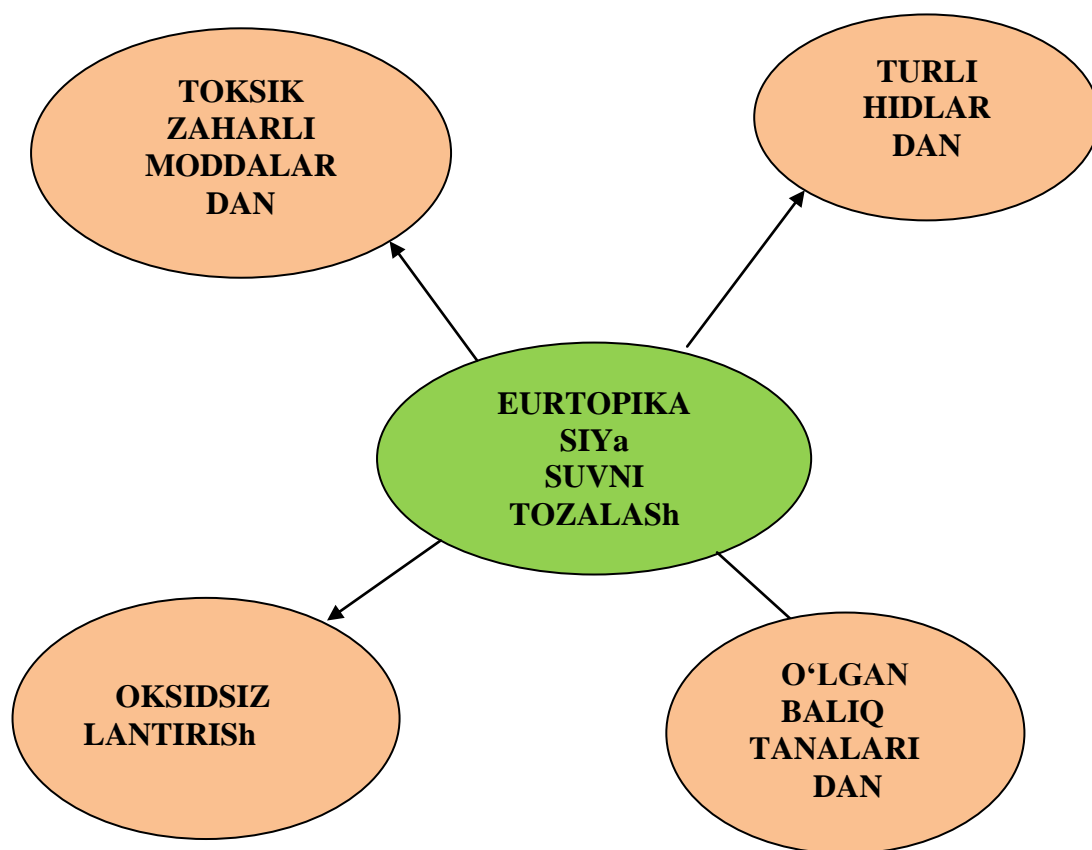 TOKSIK
ZAHARLI
MODDALAR
DAN
TURLI
HIDLAR
DAN
EURTOPIKA
SIYa
SUVNI
TOZALASh
OKSIDSIZ
LANTIRISh
O‘LGAN
BALIQ
TANALARI
DAN